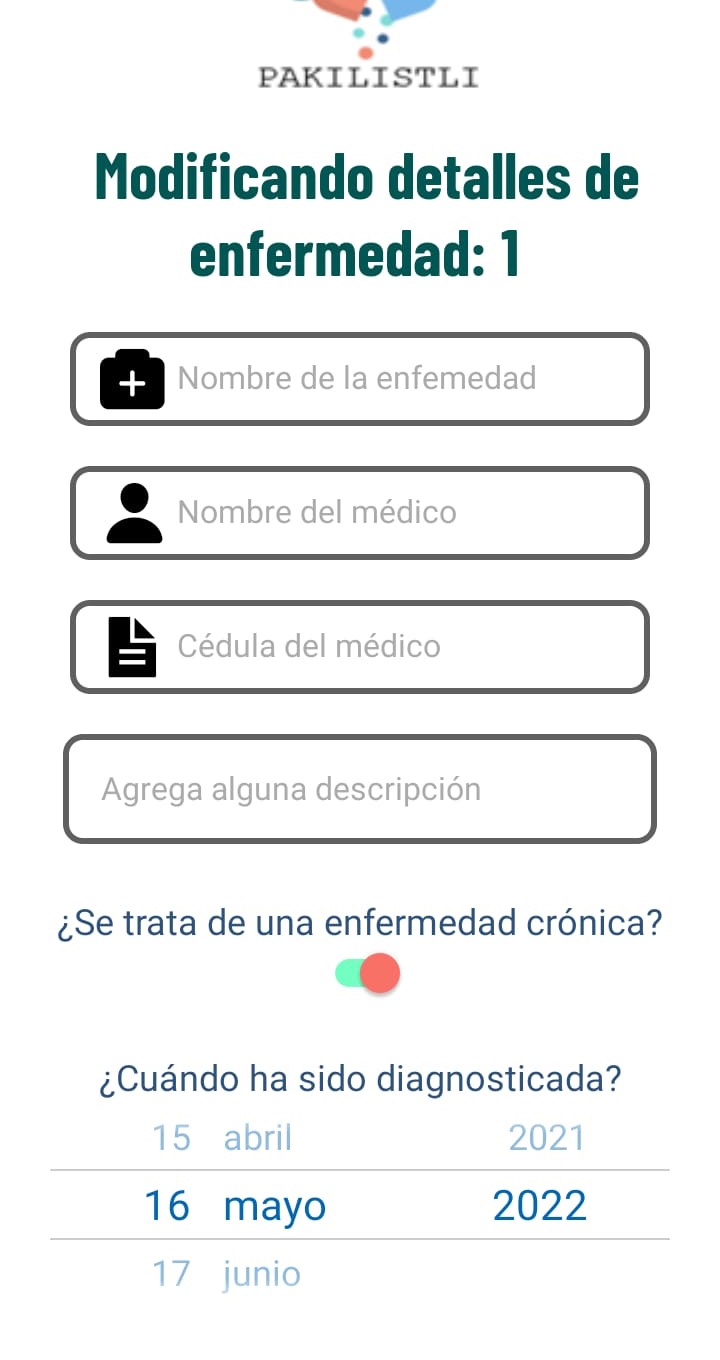 PAKILISTLI
Modificando detalles de
enfermedad: 1
Nombre de la enfemedad
Nombre del médico
Cédula del médico
Agrega alguna descripción
¿Se trata de una enfermedad crónica?
¿Cuándo ha sido diagnosticada?
15 abril 2021
16 mayo 2022
17 junio